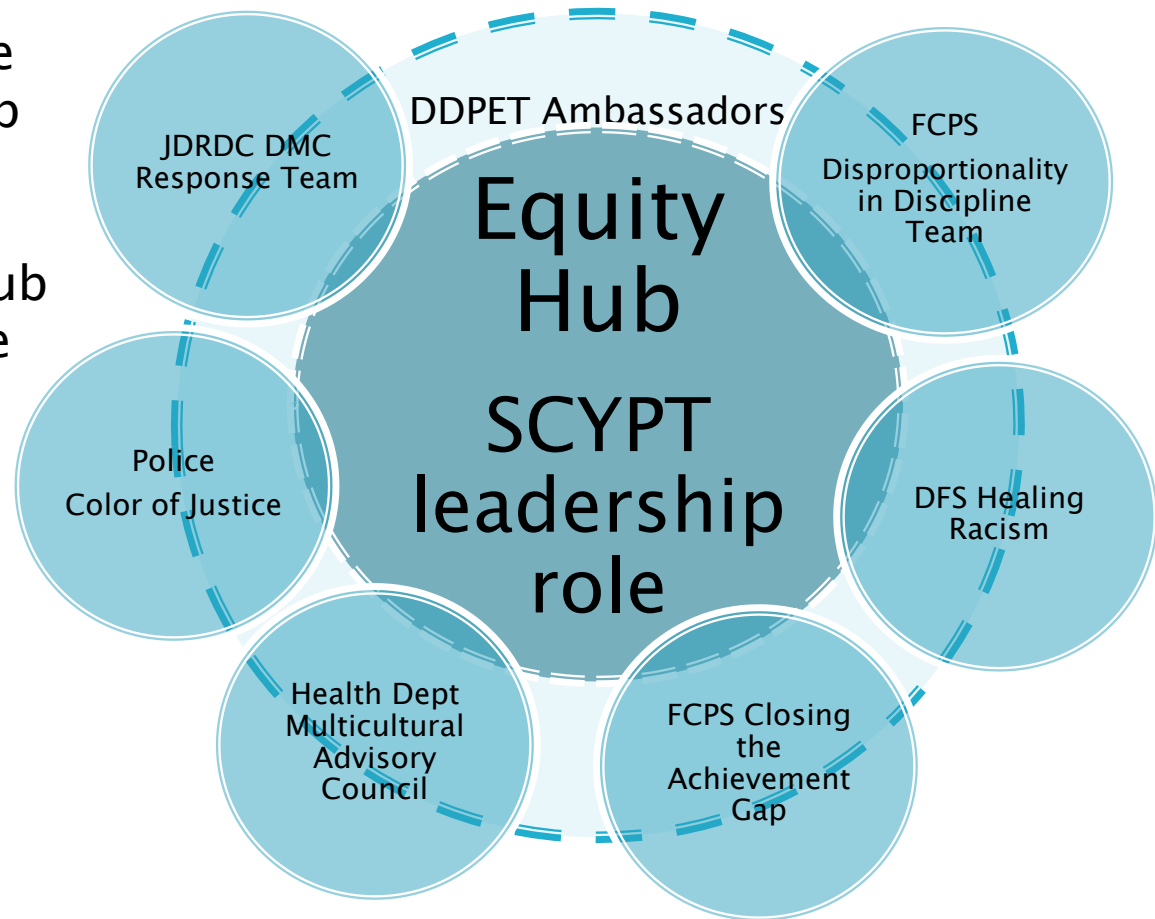 e
b
ub
e
DDPET Ambassadors
JDRDC DMC
Response Team
FCPS
Disproportionality
in Discipline
Team
Equity
Hub
SCYPT
leadership
role
Police
Color of Justice
DFS Healing
Racism
Health Dept
Multicultural
Advisory
Council
FCPS Closing
the
Achievement
Gap